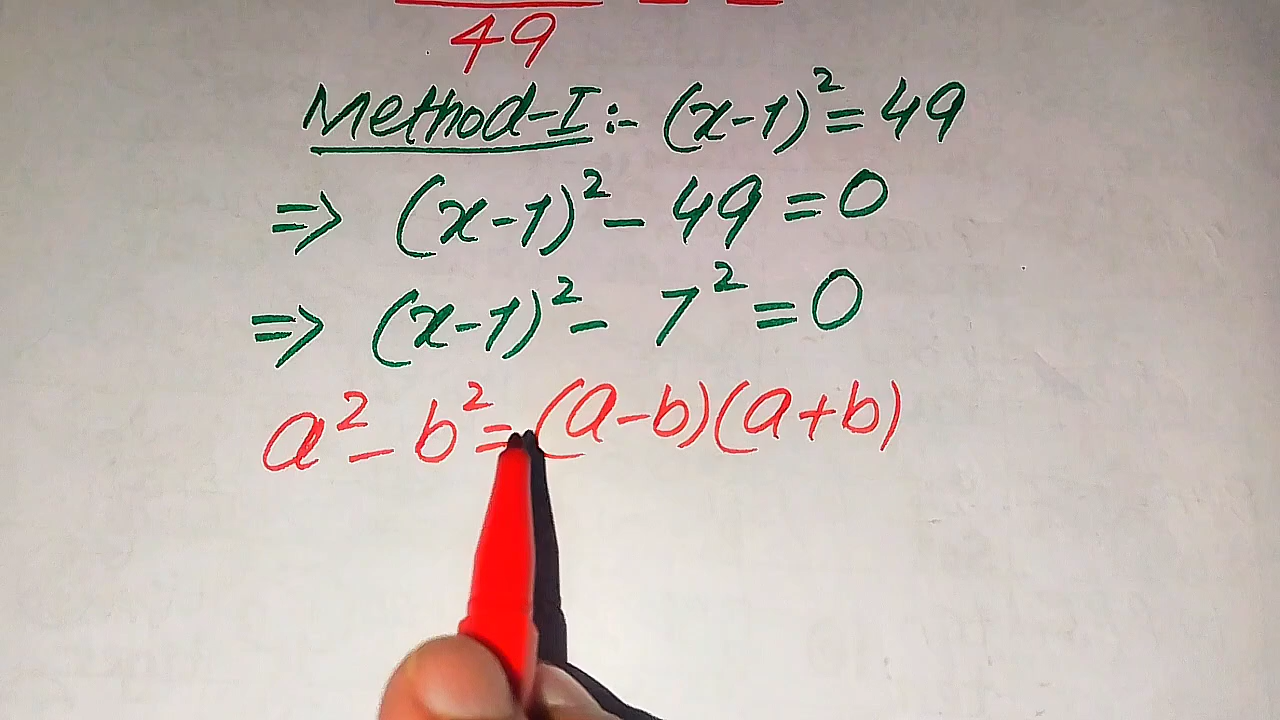 49
Method-I:- (x-1)² = 49
=> (x-1)² - 49 = 0
=> (x-1)² - 7² = 0
a² - b² = (a-b)(a+b)